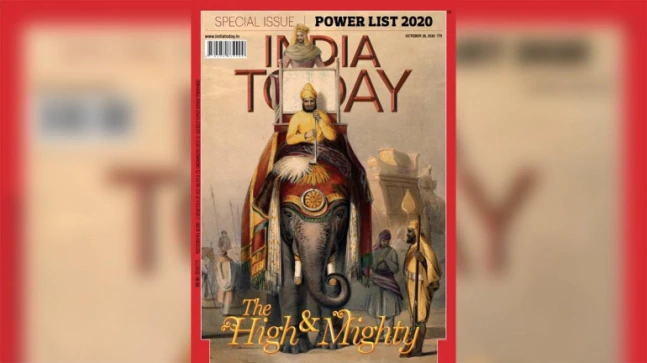 SPECIAL ISSUE | POWER LIST 2020
www.indiatoday.in
INDIA
TODAY
The
High & Mighty